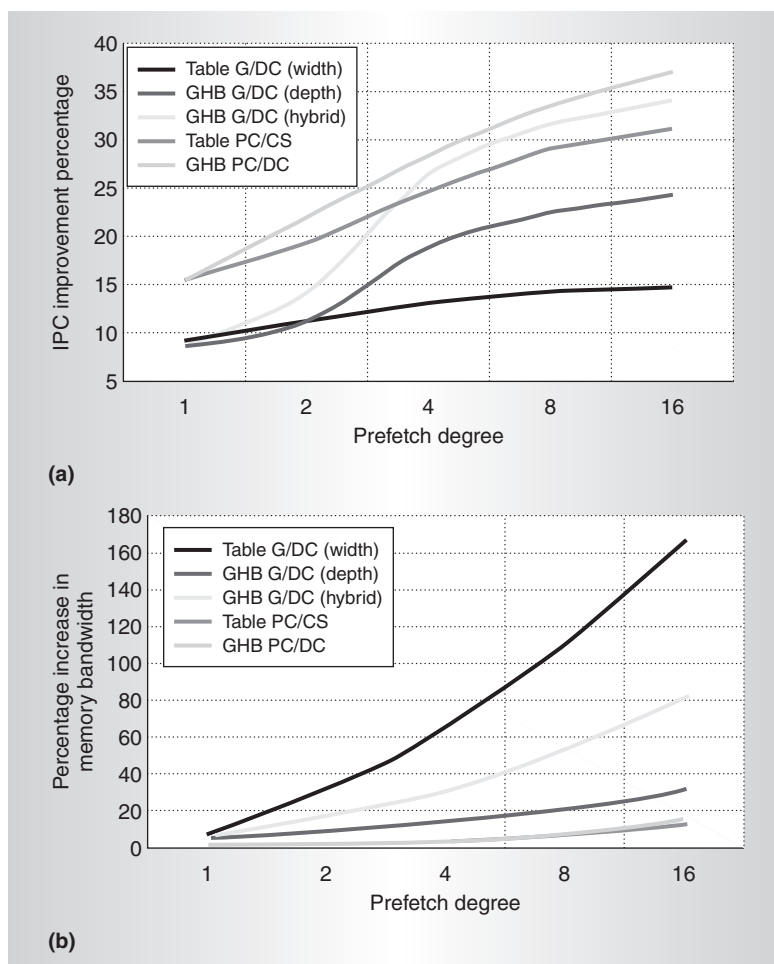 40
35
30
25
20
15
10
5
IPC improvement percentage
Table G/DC (width)
GHB G/DC (depth)
GHB G/DC (hybrid)
Table PC/CS
GHB PC/DC
1 2 4 8 16
Prefetch degree
(a)
180
160
140
120
100
80
60
40
20
0
Percentage increase in
memory bandwidth
Table G/DC (width)
GHB G/DC (depth)
GHB G/DC (hybrid)
Table PC/CS
GHB PC/DC
1 2 4 8 16
Prefetch degree
(b)